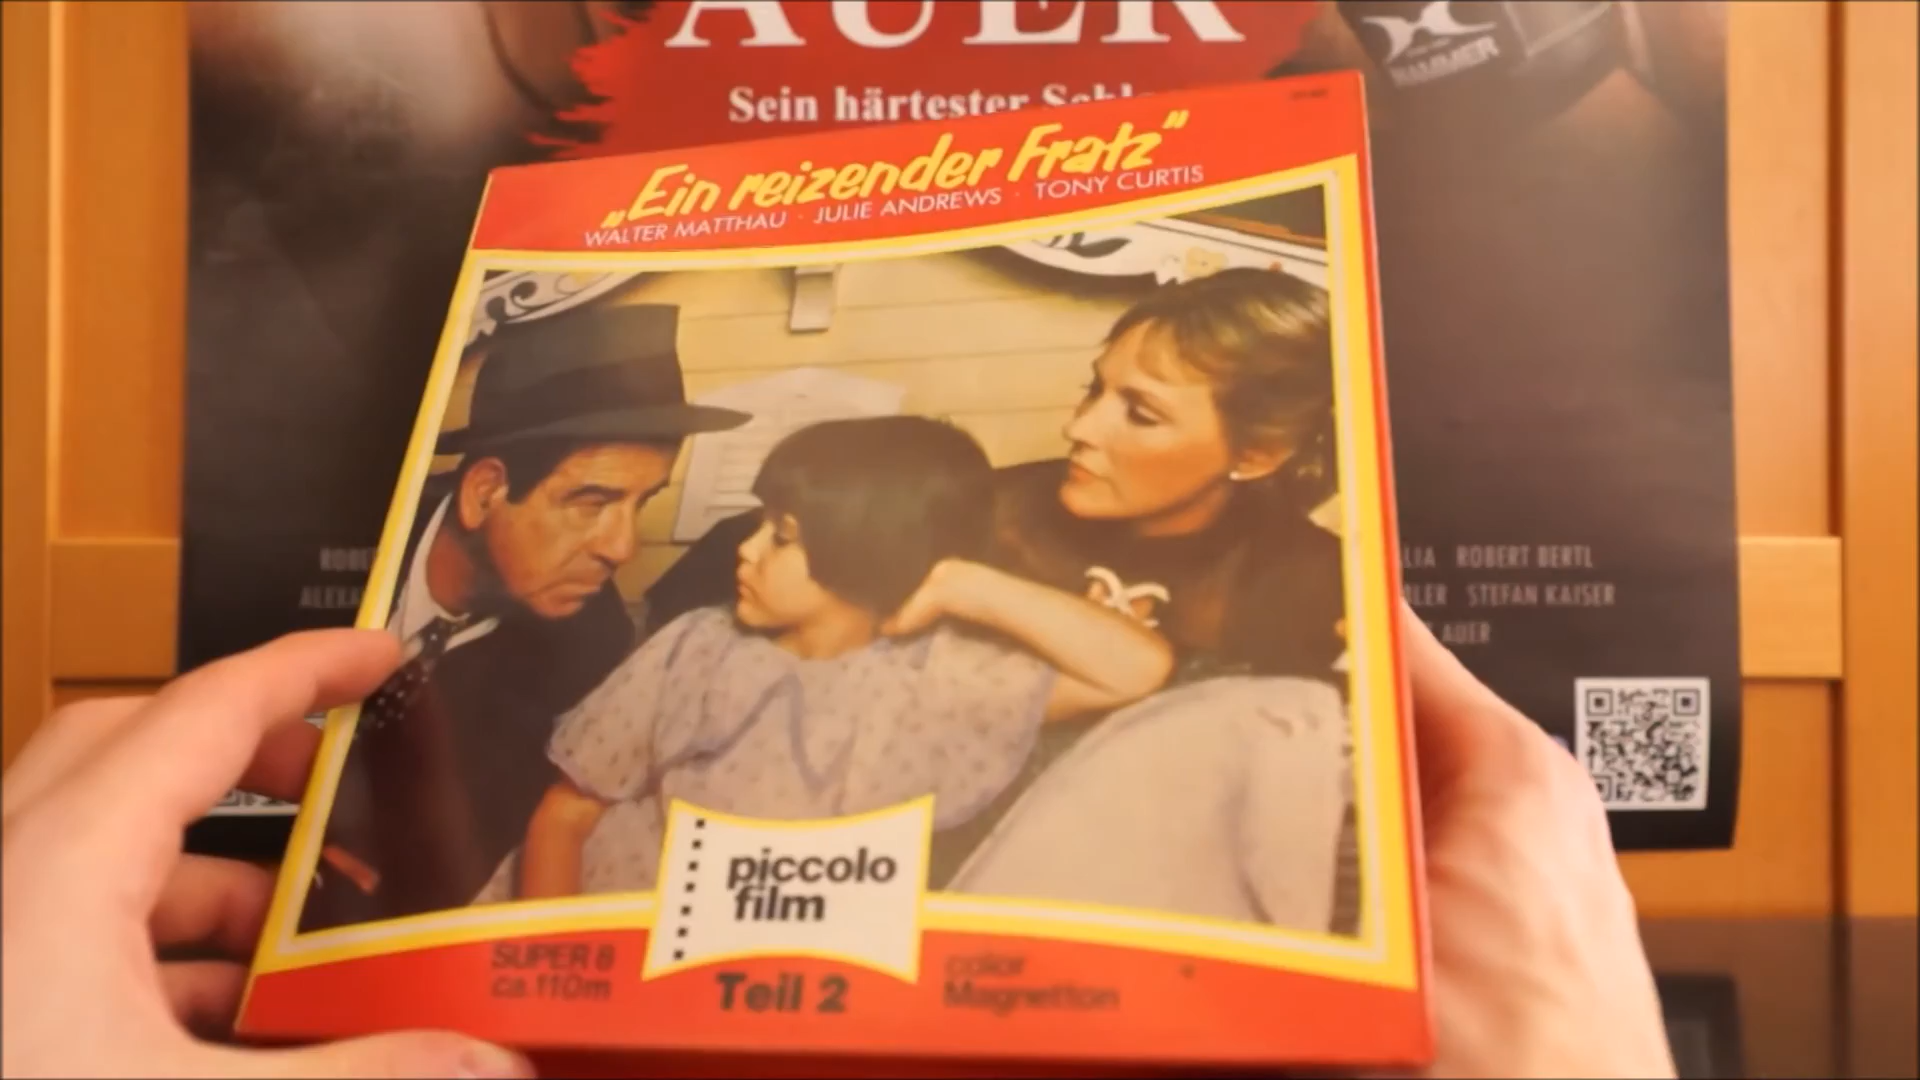 AUER
Sein härtester
HAMMER
„Ein reizender Fratz"
WALTER MATTHAU · JULIE ANDREWS · TONY CURTIS
ROBERT BERTL
STEFAN KAISER
AUER
piccolo
film
SUPER 8
ca. 110m
Teil 2
color
Magnetton